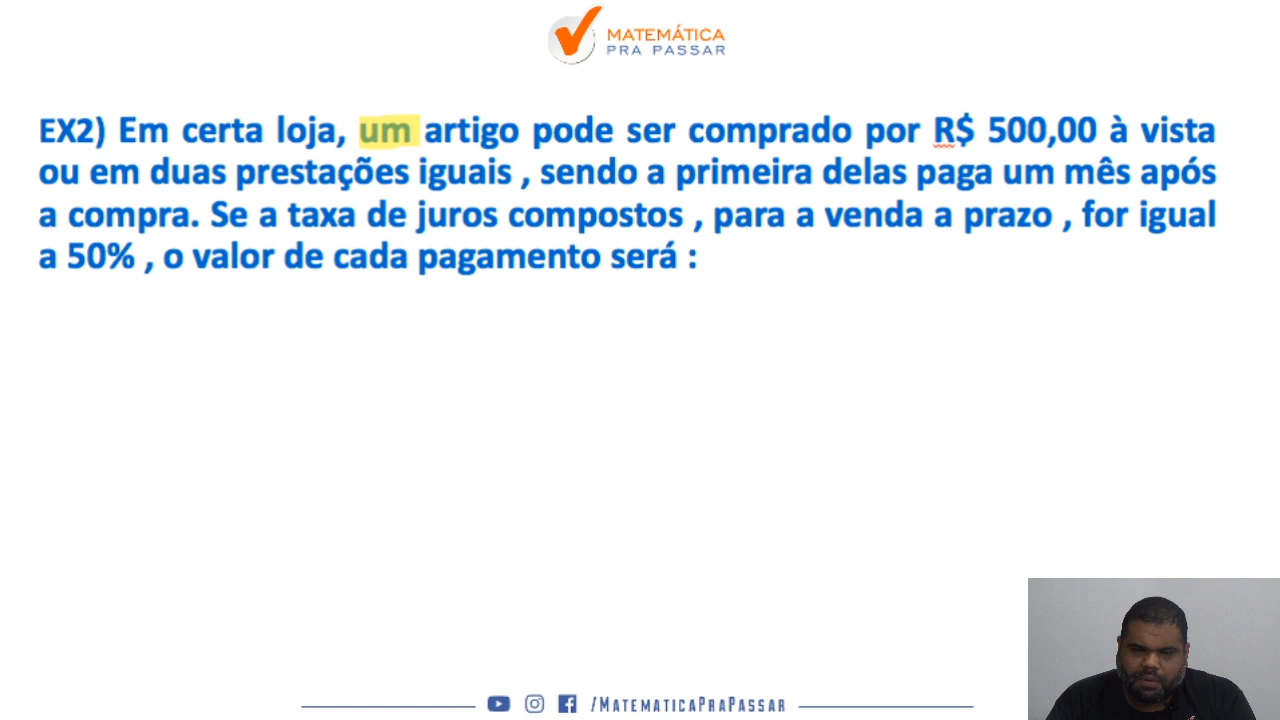 MATEMÁTICA
PRA PASSAR
EX2) Em certa loja, um artigo pode ser comprado por R$ 500,00 à vista
ou em duas prestações iguais , sendo a primeira delas paga um mês após
a compra. Se a taxa de juros compostos , para a venda a prazo , for igual
a 50% , o valor de cada pagamento será :
/MATEMATICAPRAPASSAR